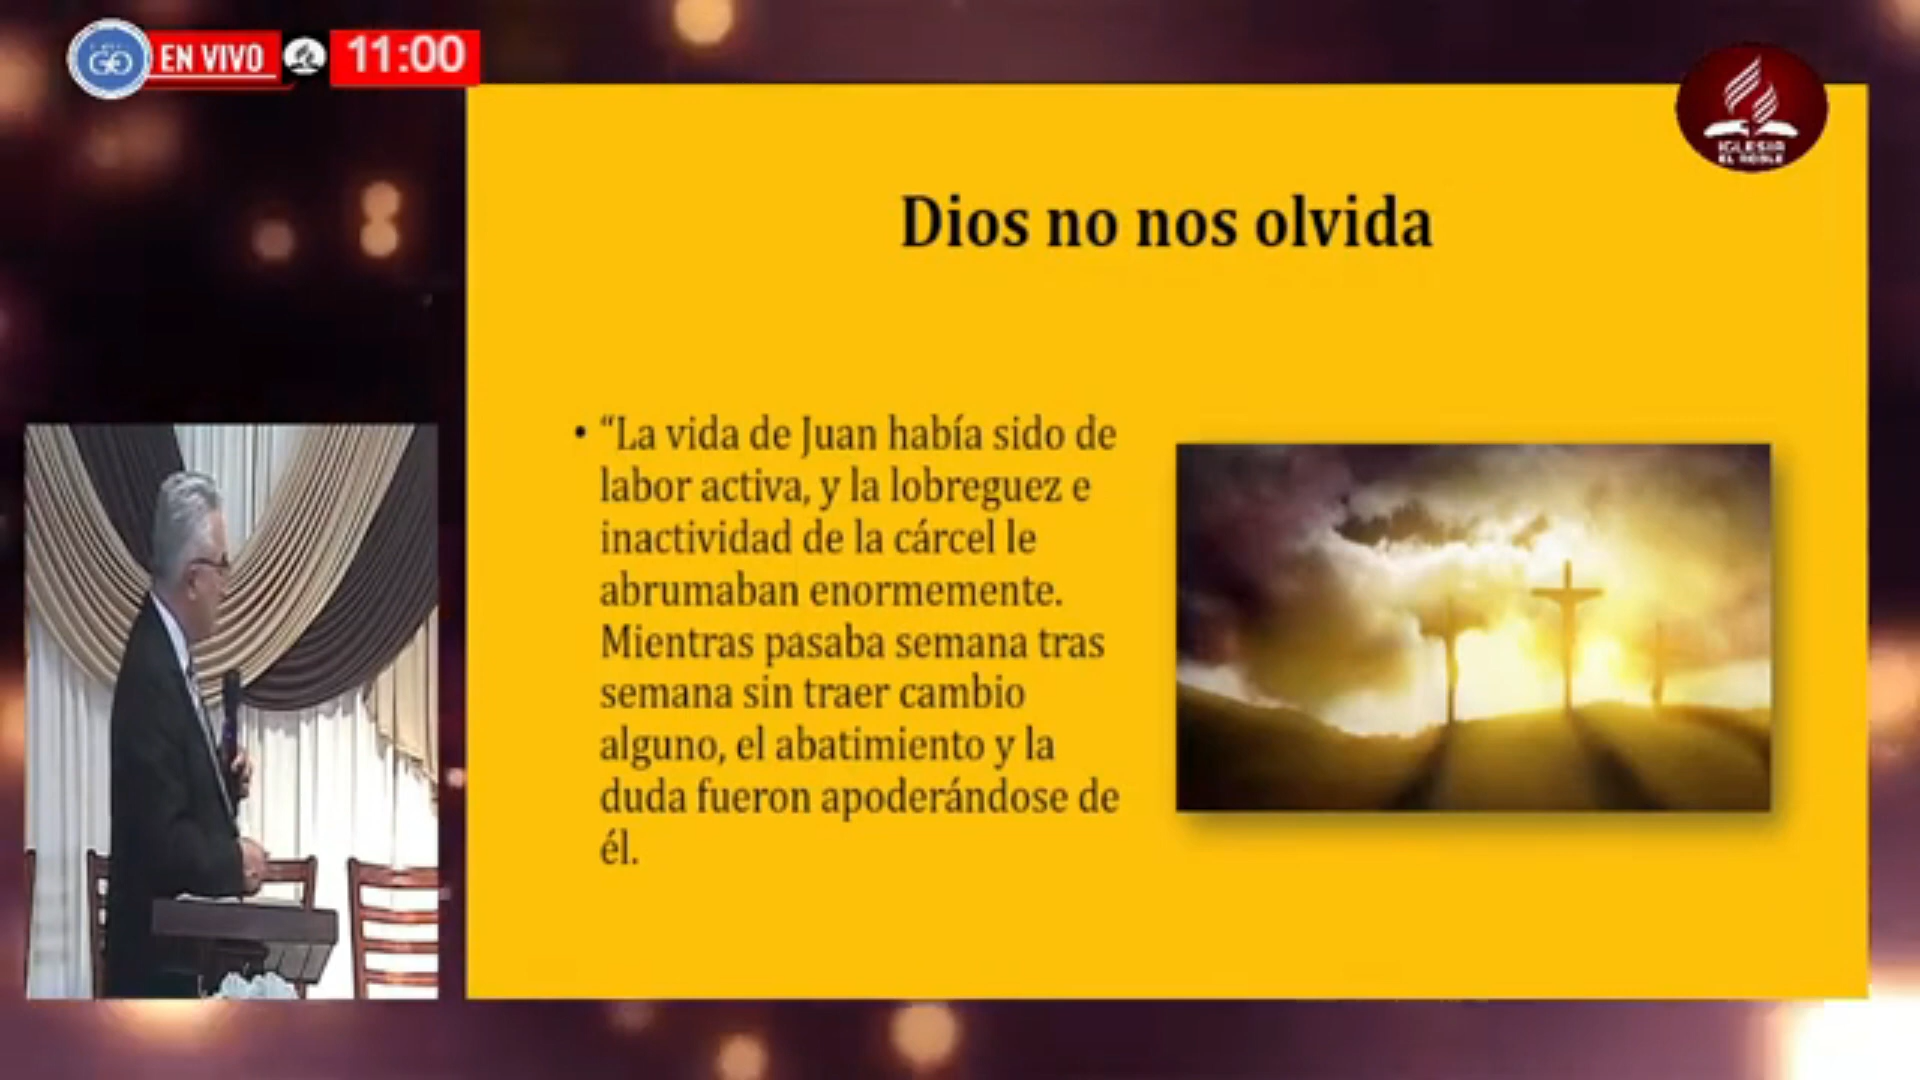 EN VIVO
11:00
IGLESIA
EL ROBLE
Dios no nos olvida
• “La vida de Juan había sido de
labor activa, y la lobreguez e
inactividad de la cárcel le
abrumaban enormemente.
Mientras pasaba semana tras
semana sin traer cambio
alguno, el abatimiento y la
duda fueron apoderándose de
él.